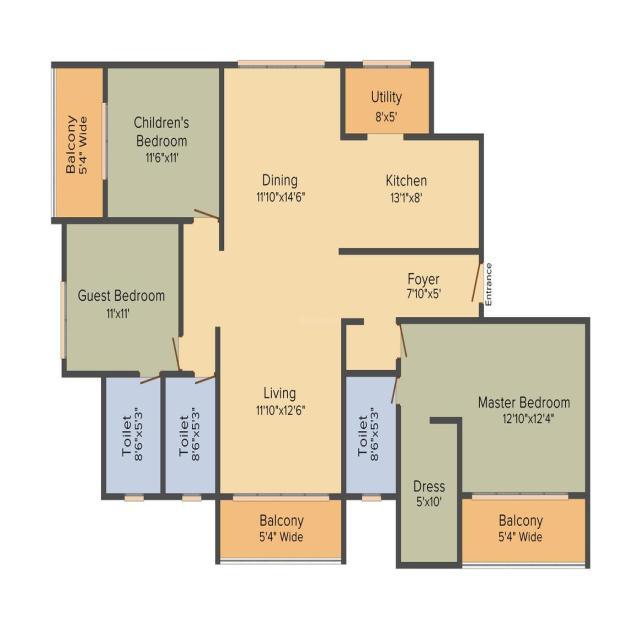 Balcony
5'4" Wide
Children's
Bedroom
11'6"x11'
Utility
8'x5'
Dining
11'10"x14'6"
Kitchen
13'1"x8'
Guest Bedroom
11'x11'
Foyer
7'10"x5'
Entrance
Living
11'10"x12'6"
Master Bedroom
12'10"x12'4"
Toilet
8'6"x5'3"
Toilet
8'6"x5'3"
Toilet
8'6"x5'3"
Dress
5'x10'
Balcony
5'4" Wide
Balcony
5'4" Wide